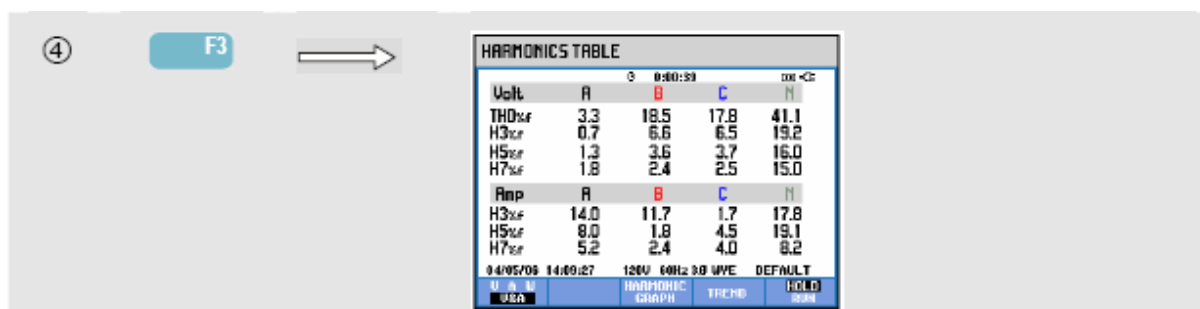 ④ F3
HARMONICS TABLE
0:00:39
Volt A B C N
THD%f 3.3 18.5 17.8 41.1
H3%f 0.7 6.6 6.5 19.2
H5%f 1.3 3.6 3.7 16.0
H7%f 1.8 2.4 2.5 15.0
Amp A B C N
H3%f 14.0 11.7 1.7 17.8
H5%f 8.0 1.8 4.5 19.1
H7%f 5.2 2.4 4.0 8.2
04/05/06 14:09:27 120V 60Hz 3Ø WYE DEFAULT
V A W HARMONIC TREND HOLD
V&A GRAPH RUN